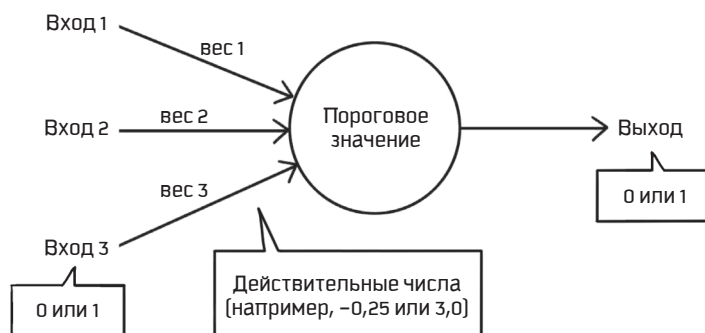 Вход 1
вес 1
Вход 2
вес 2
Пороговое
значение
Выход
0 или 1
вес 3
Вход 3
0 или 1
Действительные числа
(например, −0,25 или 3,0)